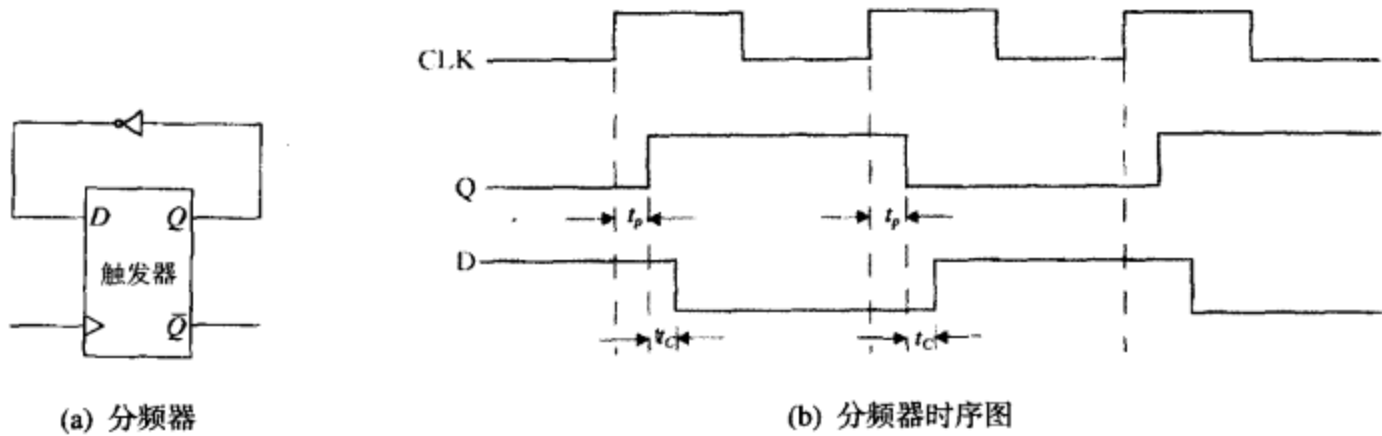 CLK
Q
t_p t_p
D
t_C t_C
D Q
触发器
Q̅
(a) 分频器
(b) 分频器时序图